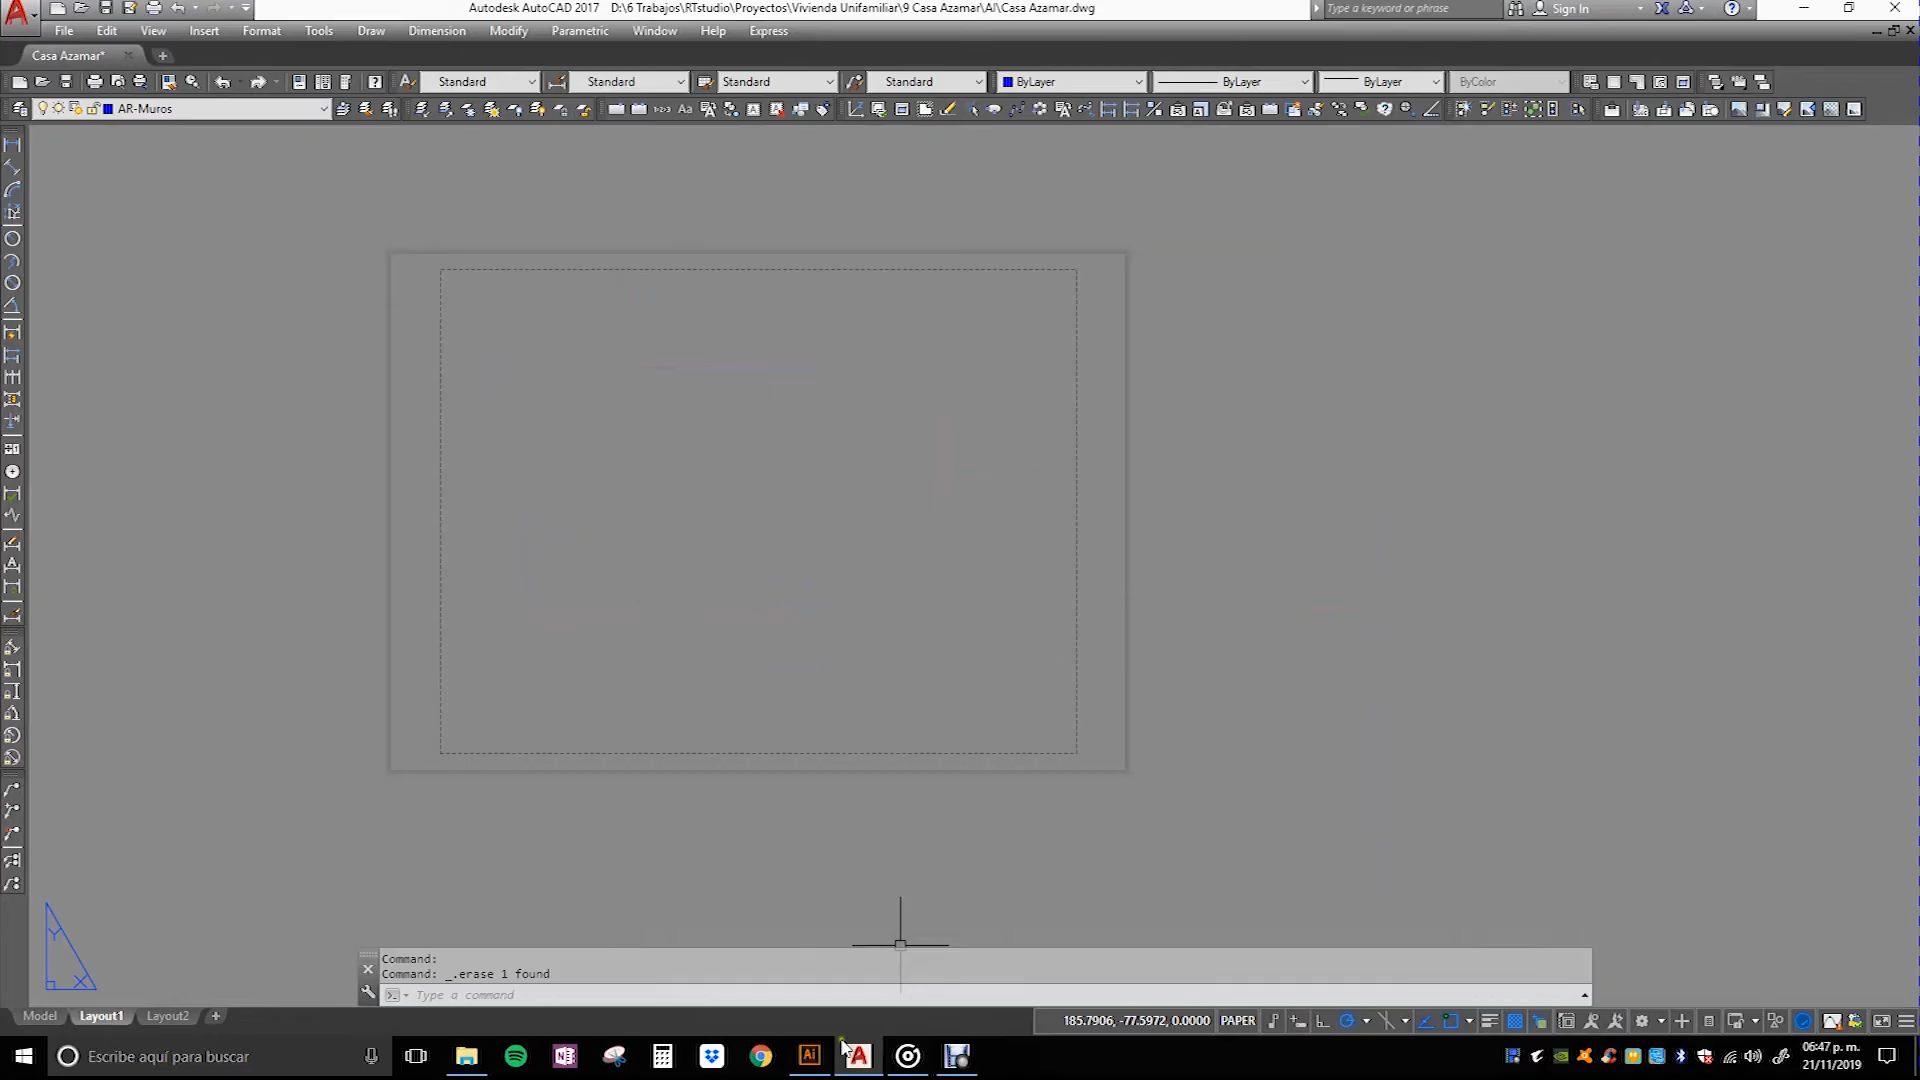 Autodesk AutoCAD 2017 D:\6 Trabajos\RTstudio\Proyectos\Vivienda Unifamiliar\9 Casa Azamar\AI\Casa Azamar.dwg
Type a keyword or phrase
Sign In
File Edit View Insert Format Tools Draw Dimension Modify Parametric Window Help Express
Casa Azamar*
Standard Standard Standard Standard ByLayer ByLayer ByLayer ByColor
AR-Muros
Y
X
Command:
Command: _.erase 1 found
Type a command
Model Layout1 Layout2
185.7906, -77.5972, 0.0000 PAPER
Escribe aquí para buscar
Ai
A
06:47 p. m.
21/11/2019